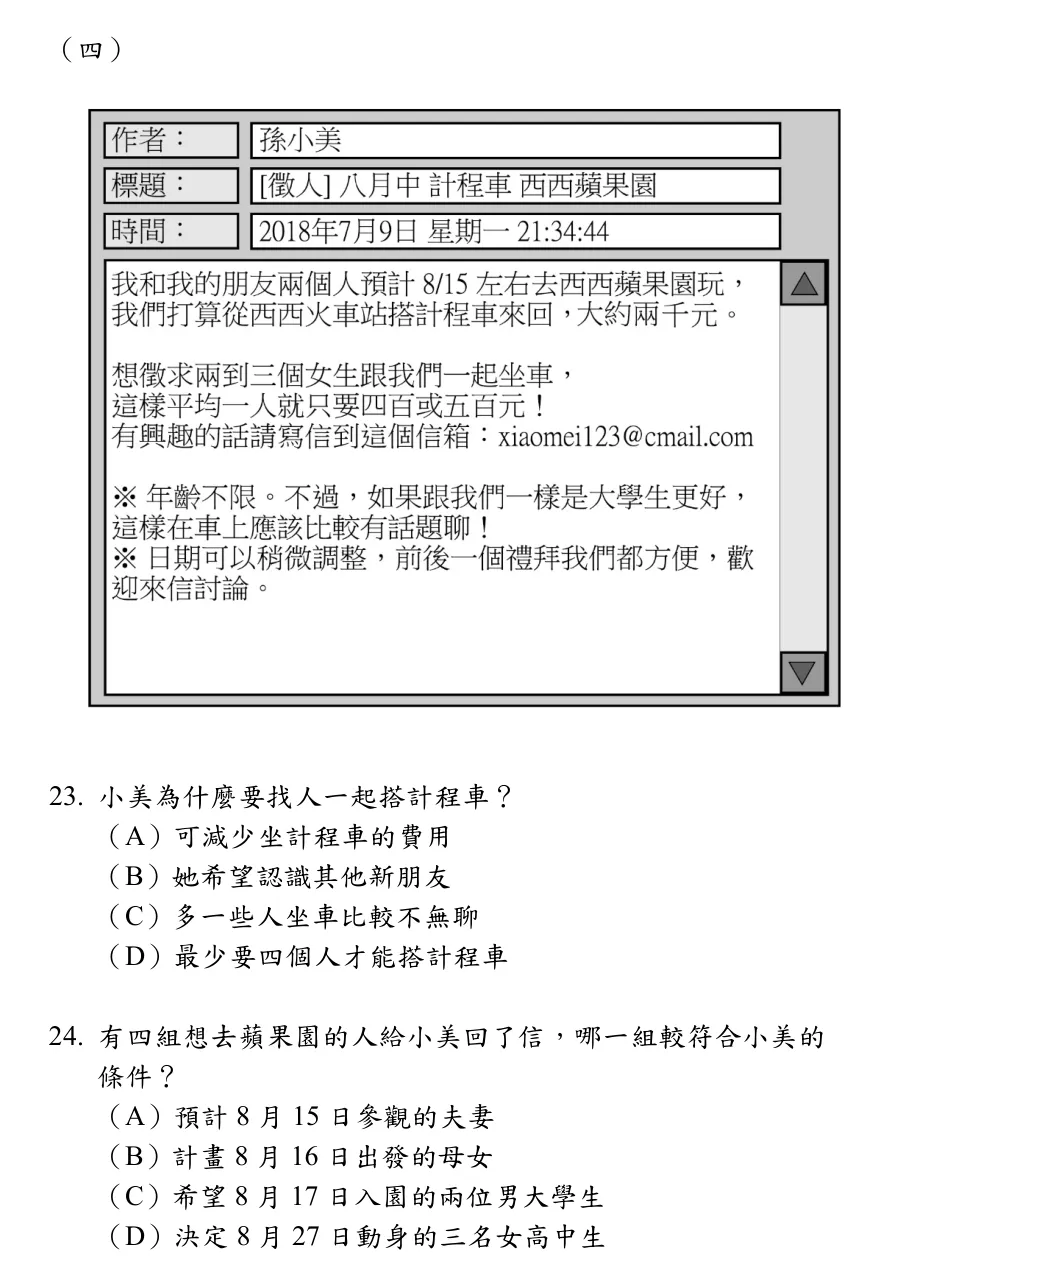 （四）
作者：
孫小美
標題：
[徵人] 八月中 計程車 西西蘋果園
時間：
2018年7月9日 星期一 21:34:44
我和我的朋友兩個人預計 8/15 左右去西西蘋果園玩，
我們打算從西西火車站搭計程車來回，大約兩千元。
想徵求兩到三個女生跟我們一起坐車，
這樣平均一人就只要四百或五百元！
有興趣的話請寫信到這個信箱：xiaomei123@cmail.com
※ 年齡不限。不過，如果跟我們一樣是大學生更好，
這樣在車上應該比較有話題聊！
※ 日期可以稍微調整，前後一個禮拜我們都方便，歡
迎來信討論。
23. 小美為什麼要找人一起搭計程車？
（A）可減少坐計程車的費用
（B）她希望認識其他新朋友
（C）多一些人坐車比較不無聊
（D）最少要四個人才能搭計程車
24. 有四組想去蘋果園的人給小美回了信，哪一組較符合小美的
條件？
（A）預計 8 月 15 日參觀的夫妻
（B）計畫 8 月 16 日出發的母女
（C）希望 8 月 17 日入園的兩位男大學生
（D）決定 8 月 27 日動身的三名女高中生